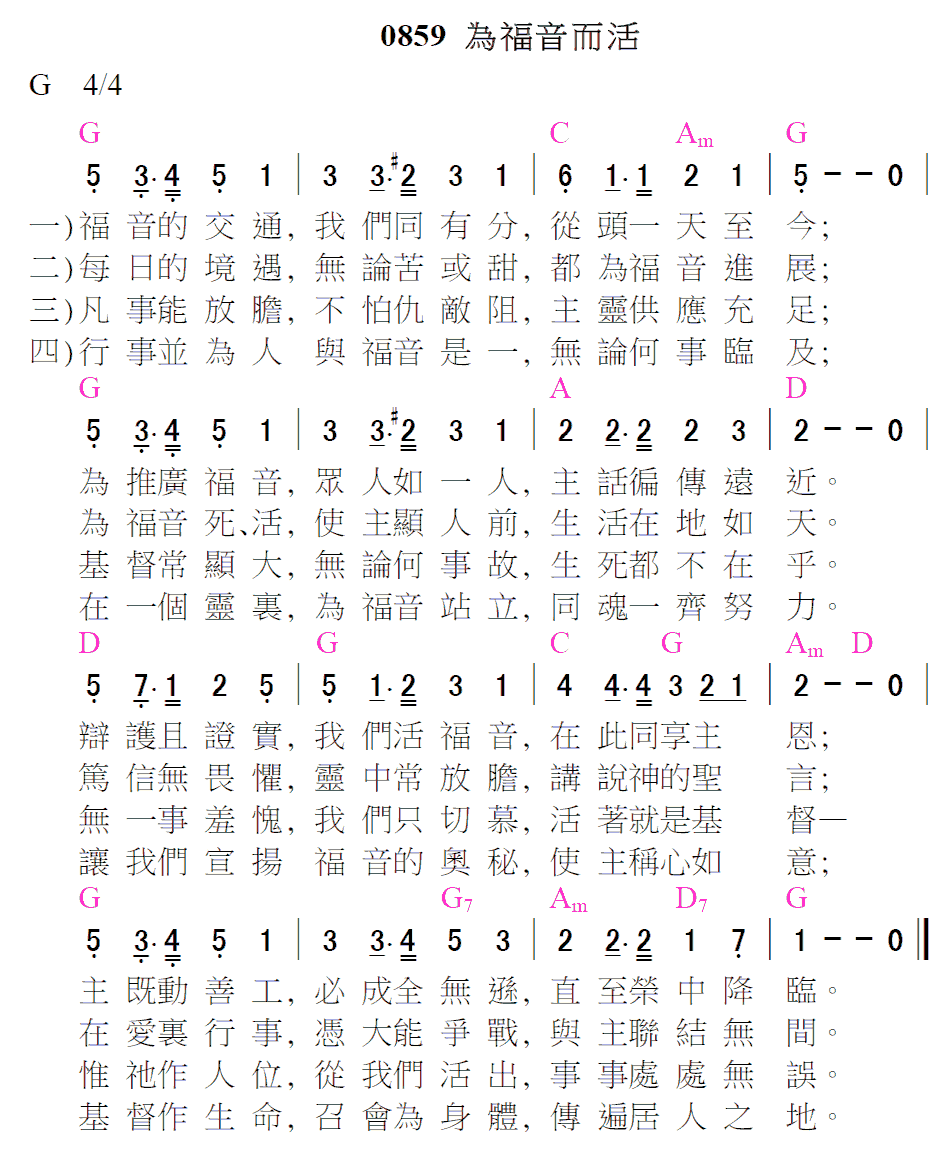 0859 為福音而活
G 4/4
G C Am G
5 3· 4 5 1 | 3 3· #2 3 1 | 6 1· 1 2 1 | 5 - - 0 |
一)福音的交通,我們同有分,從頭一天至今;
二)每日的境遇,無論苦或甜,都為福音進展;
三)凡事能放膽,不怕仇敵阻,主靈供應充足;
四)行事並為人與福音是一,無論何事臨及;
G A D
5 3· 4 5 1 | 3 3· #2 3 1 | 2 2· 2 2 3 | 2 - - 0 |
為推廣福音,眾人如一人,主話徧傳遠近。
為福音死、活,使主顯人前,生活在地如天。
基督常顯大,無論何事故,生死都不在乎。
在一個靈裏,為福音站立,同魂一齊努力。
D G C G Am D
5 7· 1 2 5 | 5 1· 2 3 1 | 4 4· 4 3 2 1 | 2 - - 0 |
辯護且證實,我們活福音,在此同享主恩;
篤信無畏懼,靈中常放膽,講說神的聖言;
無一事羞愧,我們只切慕,活著就是基督—
讓我們宣揚福音的奧秘,使主稱心如意;
G G7 Am D7 G
5 3· 4 5 1 | 3 3· 4 5 3 | 2 2· 2 1 7 | 1 - - 0 ‖
主既動善工,必成全無遜,直至榮中降臨。
在愛裏行事,憑大能爭戰,與主聯結無間。
惟祂作人位,從我們活出,事事處處無誤。
基督作生命,召會為身體,傳遍居人之地。